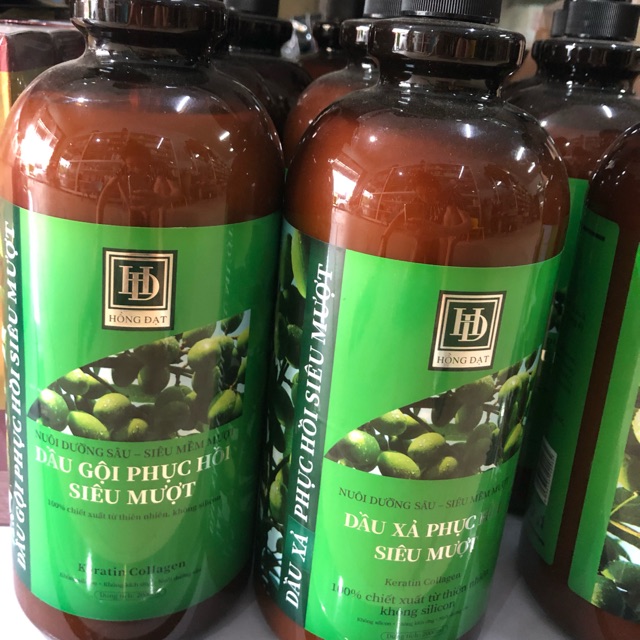 DẦU GỘI PHỤC HỒI SIÊU MƯỢT
HD
HỒNG ĐẠT
NUÔI DƯỠNG SÂU – SIÊU MỀM MƯỢT
DẦU GỘI PHỤC HỒI
SIÊU MƯỢT
100% chiết xuất từ thiên nhiên, không silicon
Keratin Collagen
DẦU XẢ PHỤC HỒI SIÊU MƯỢT
HD
HỒNG ĐẠT
NUÔI DƯỠNG SÂU – SIÊU MỀM MƯỢT
DẦU XẢ PHỤC
SIÊU MƯỢT
Keratin Collagen
100% chiết xuất từ thiên nhiên
không silicon